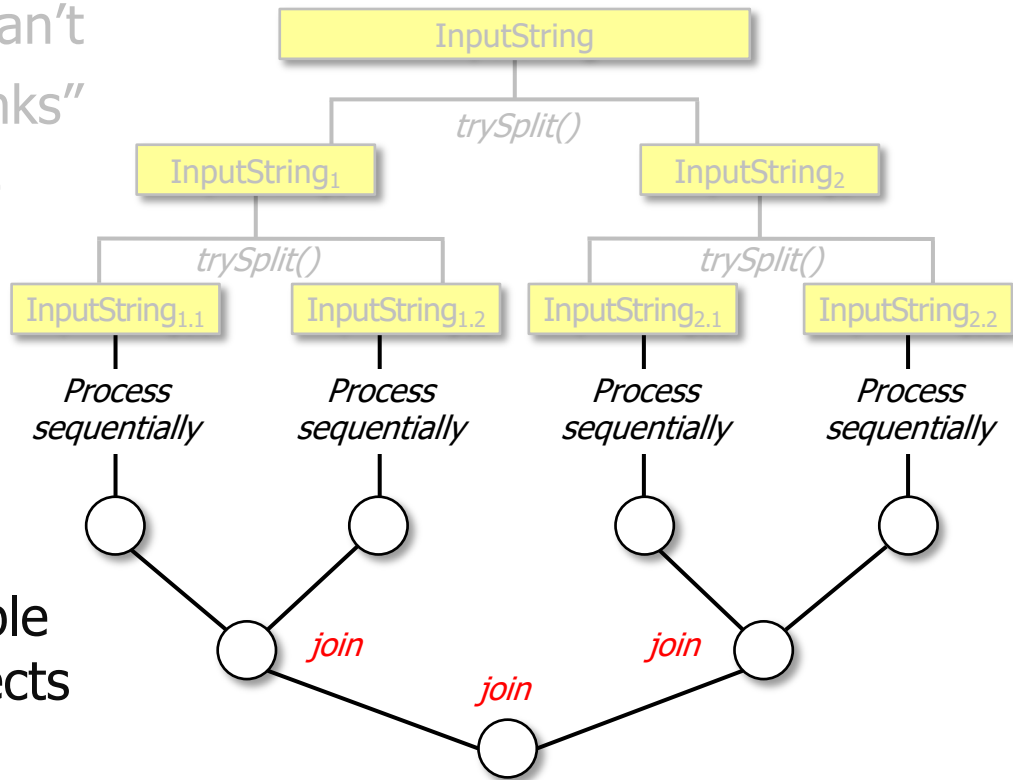 an't
InputString
nks"
trySplit()
InputString1 InputString2
trySplit() trySplit()
InputString1.1 InputString1.2 InputString2.1 InputString2.2
Process Process Process Process
sequentially sequentially sequentially sequentially
ple
join join
ects
join